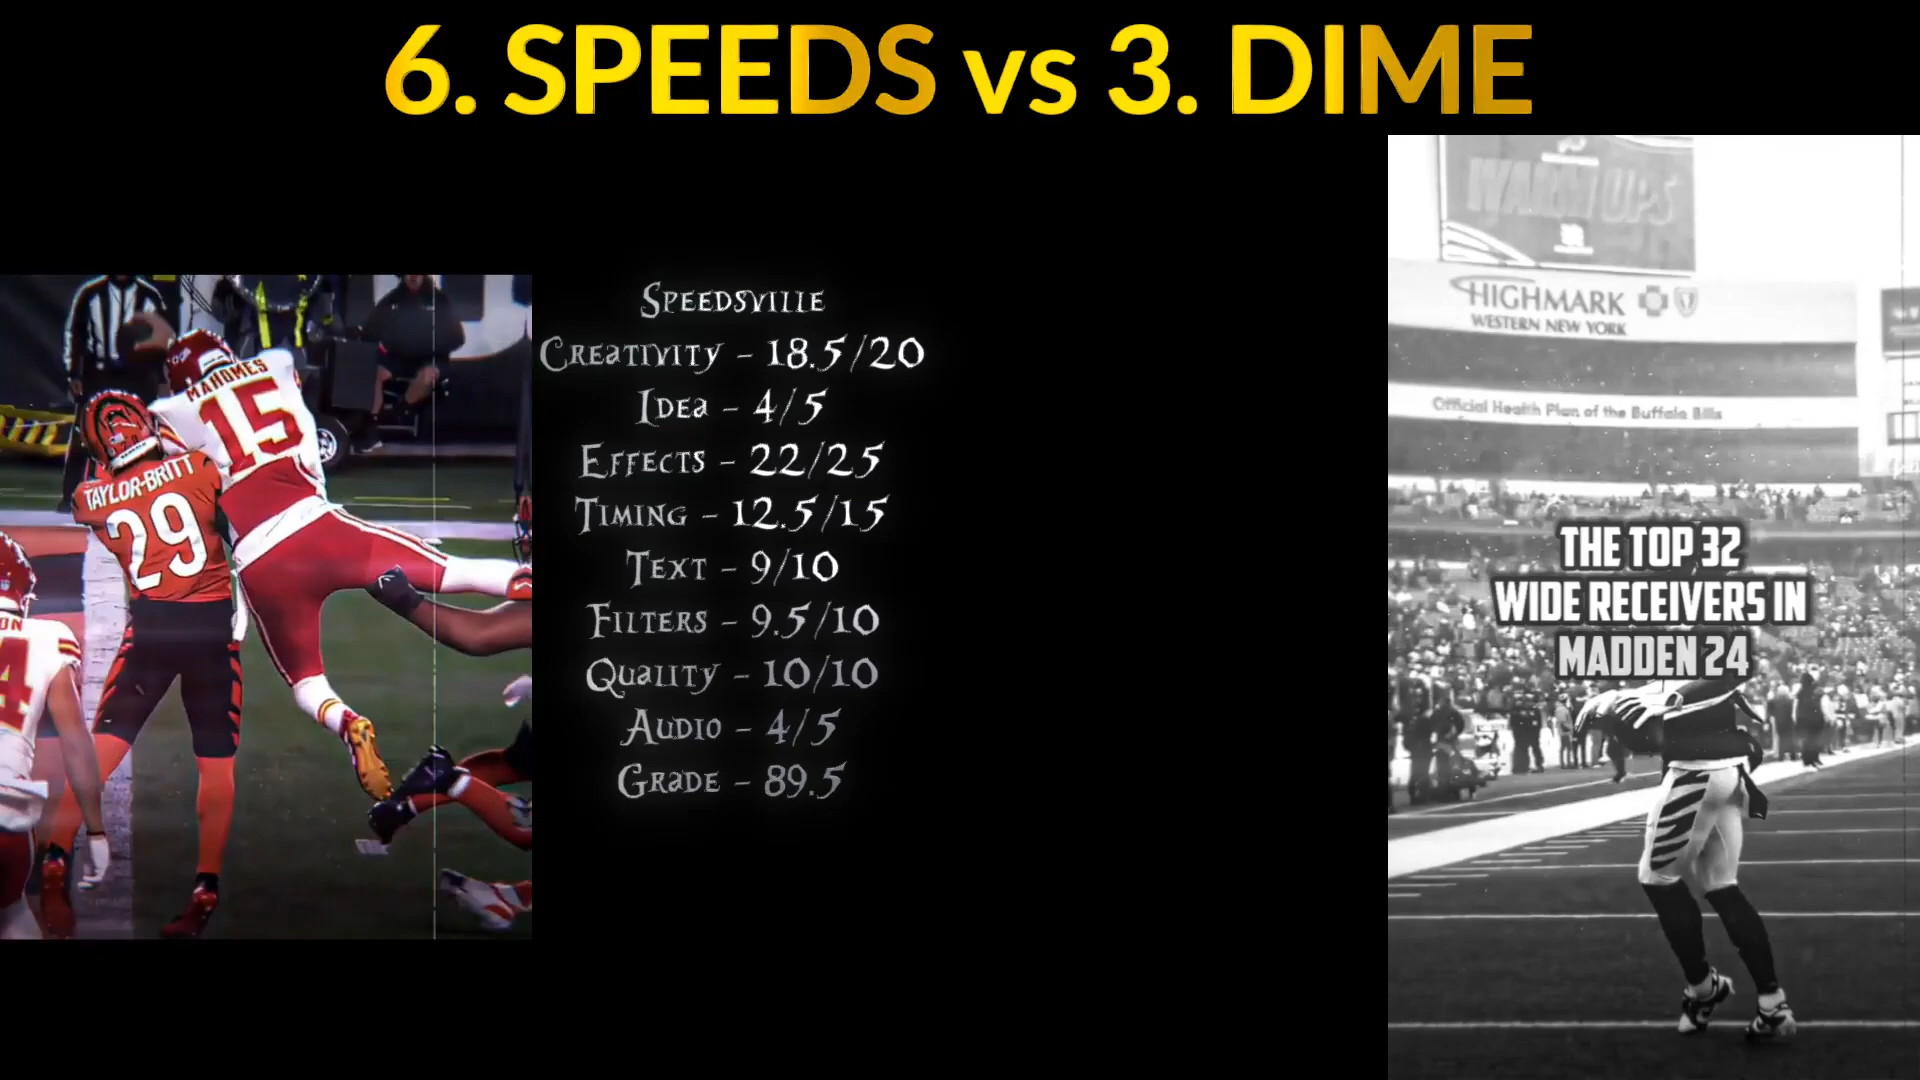 6. SPEEDS vs 3. DIME
MAHOMES
15
TAYLOR-BRITT
29
ON
4
SPEEDSVILLE
CREATIVITY - 18.5/20
IDEA - 4/5
EFFECTS - 22/25
TIMING - 12.5/15
TEXT - 9/10
FILTERS - 9.5/10
QUALITY - 10/10
AUDIO - 4/5
GRADE - 89.5
WARM UPS
HIGHMARK
WESTERN NEW YORK
Official Health Plan of the Buffalo Bills
THE TOP 32
WIDE RECEIVERS IN
MADDEN 24